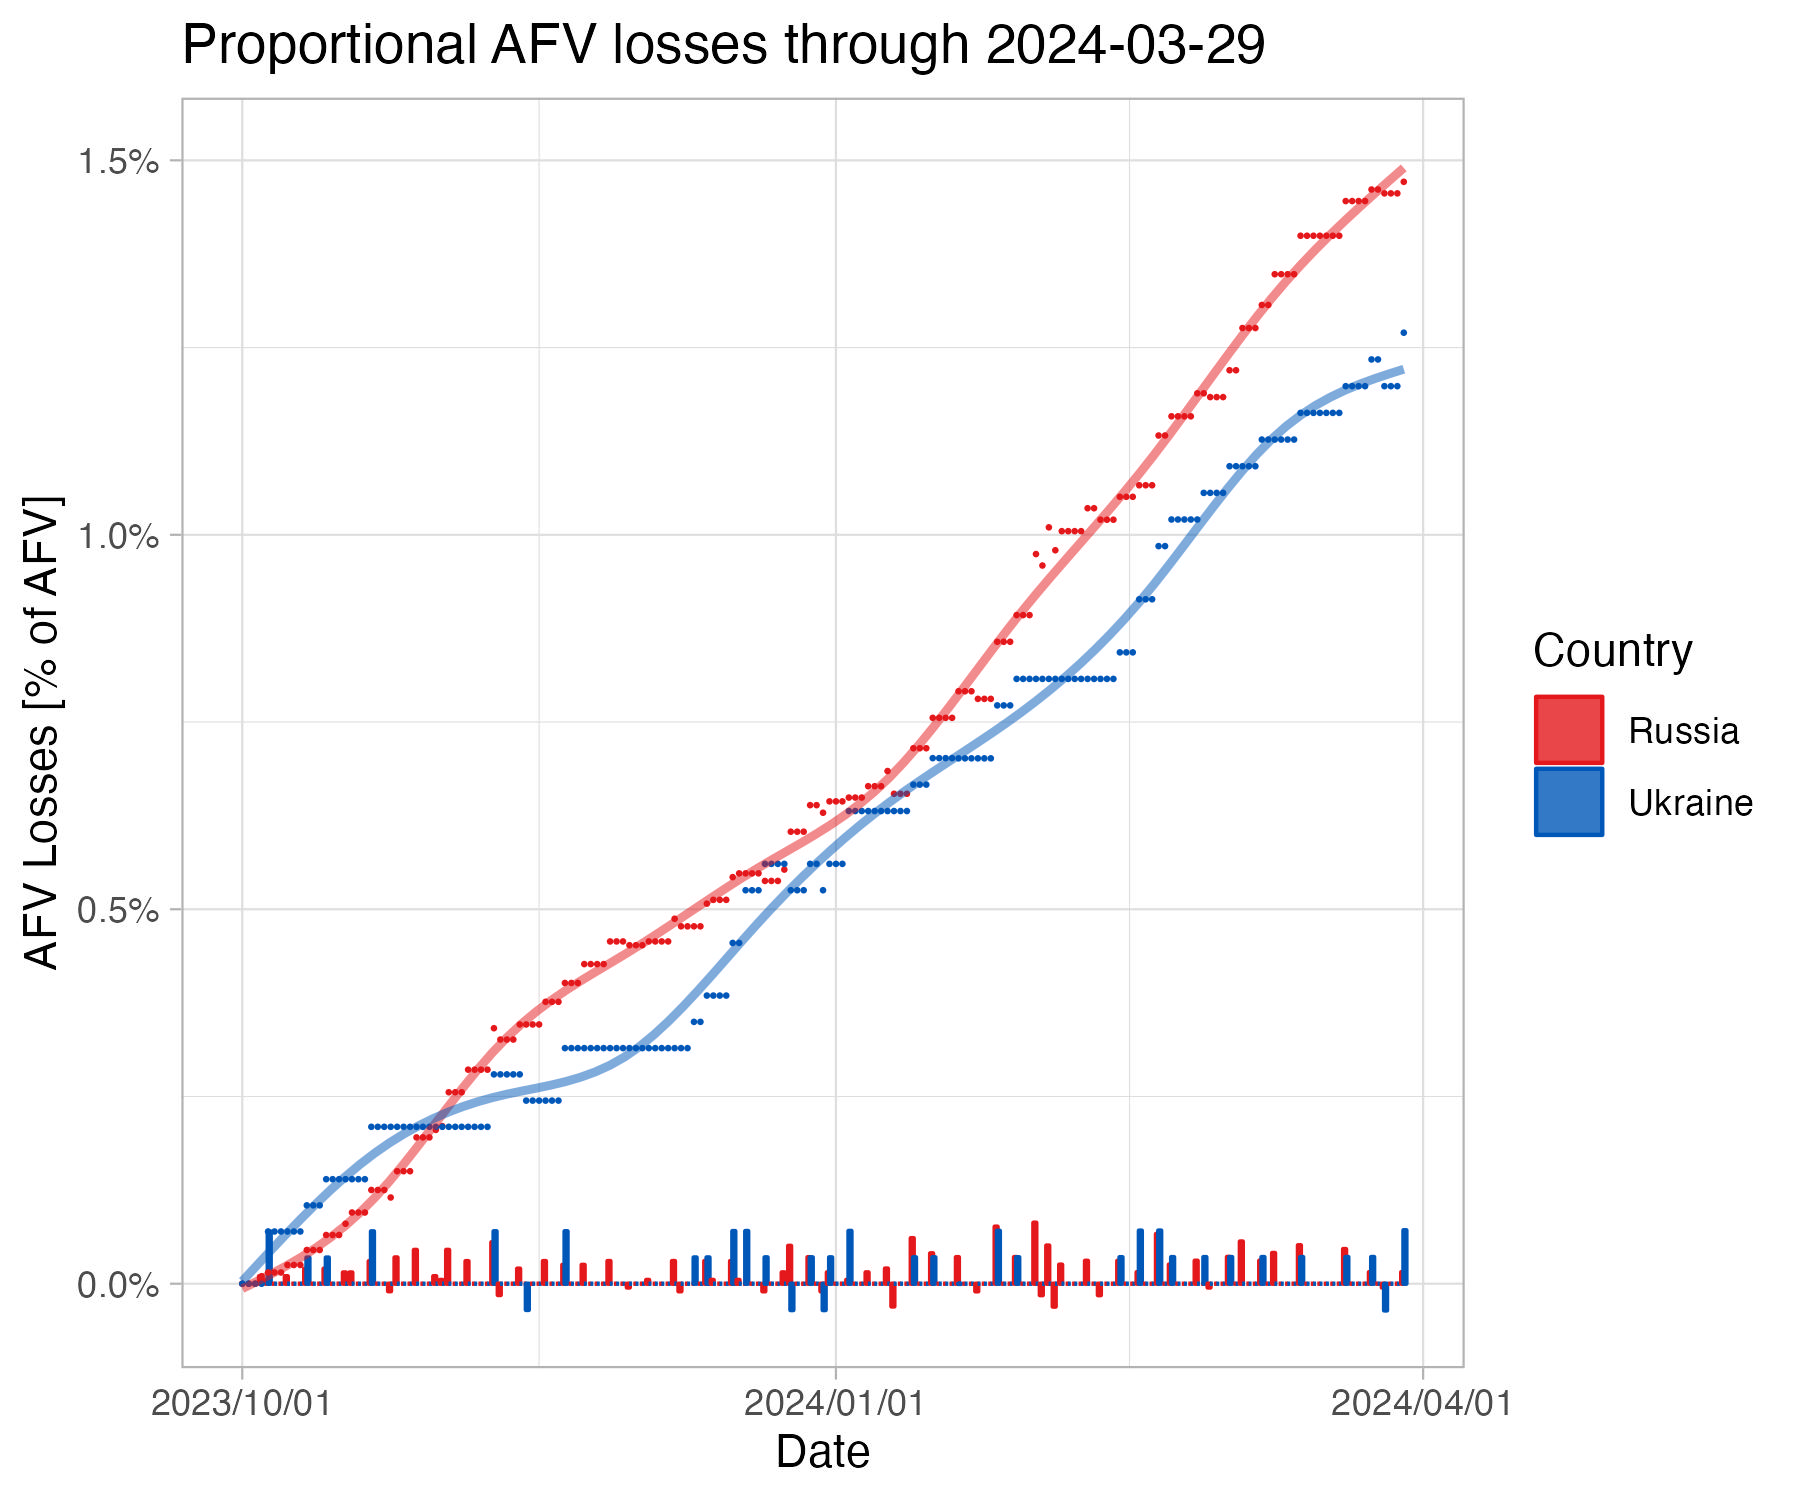 Proportional AFV losses through 2024-03-29
AFV Losses [% of AFV]
1.5%
1.0%
0.5%
0.0%
2023/10/01
2024/01/01
2024/04/01
Date
Country
Russia
Ukraine